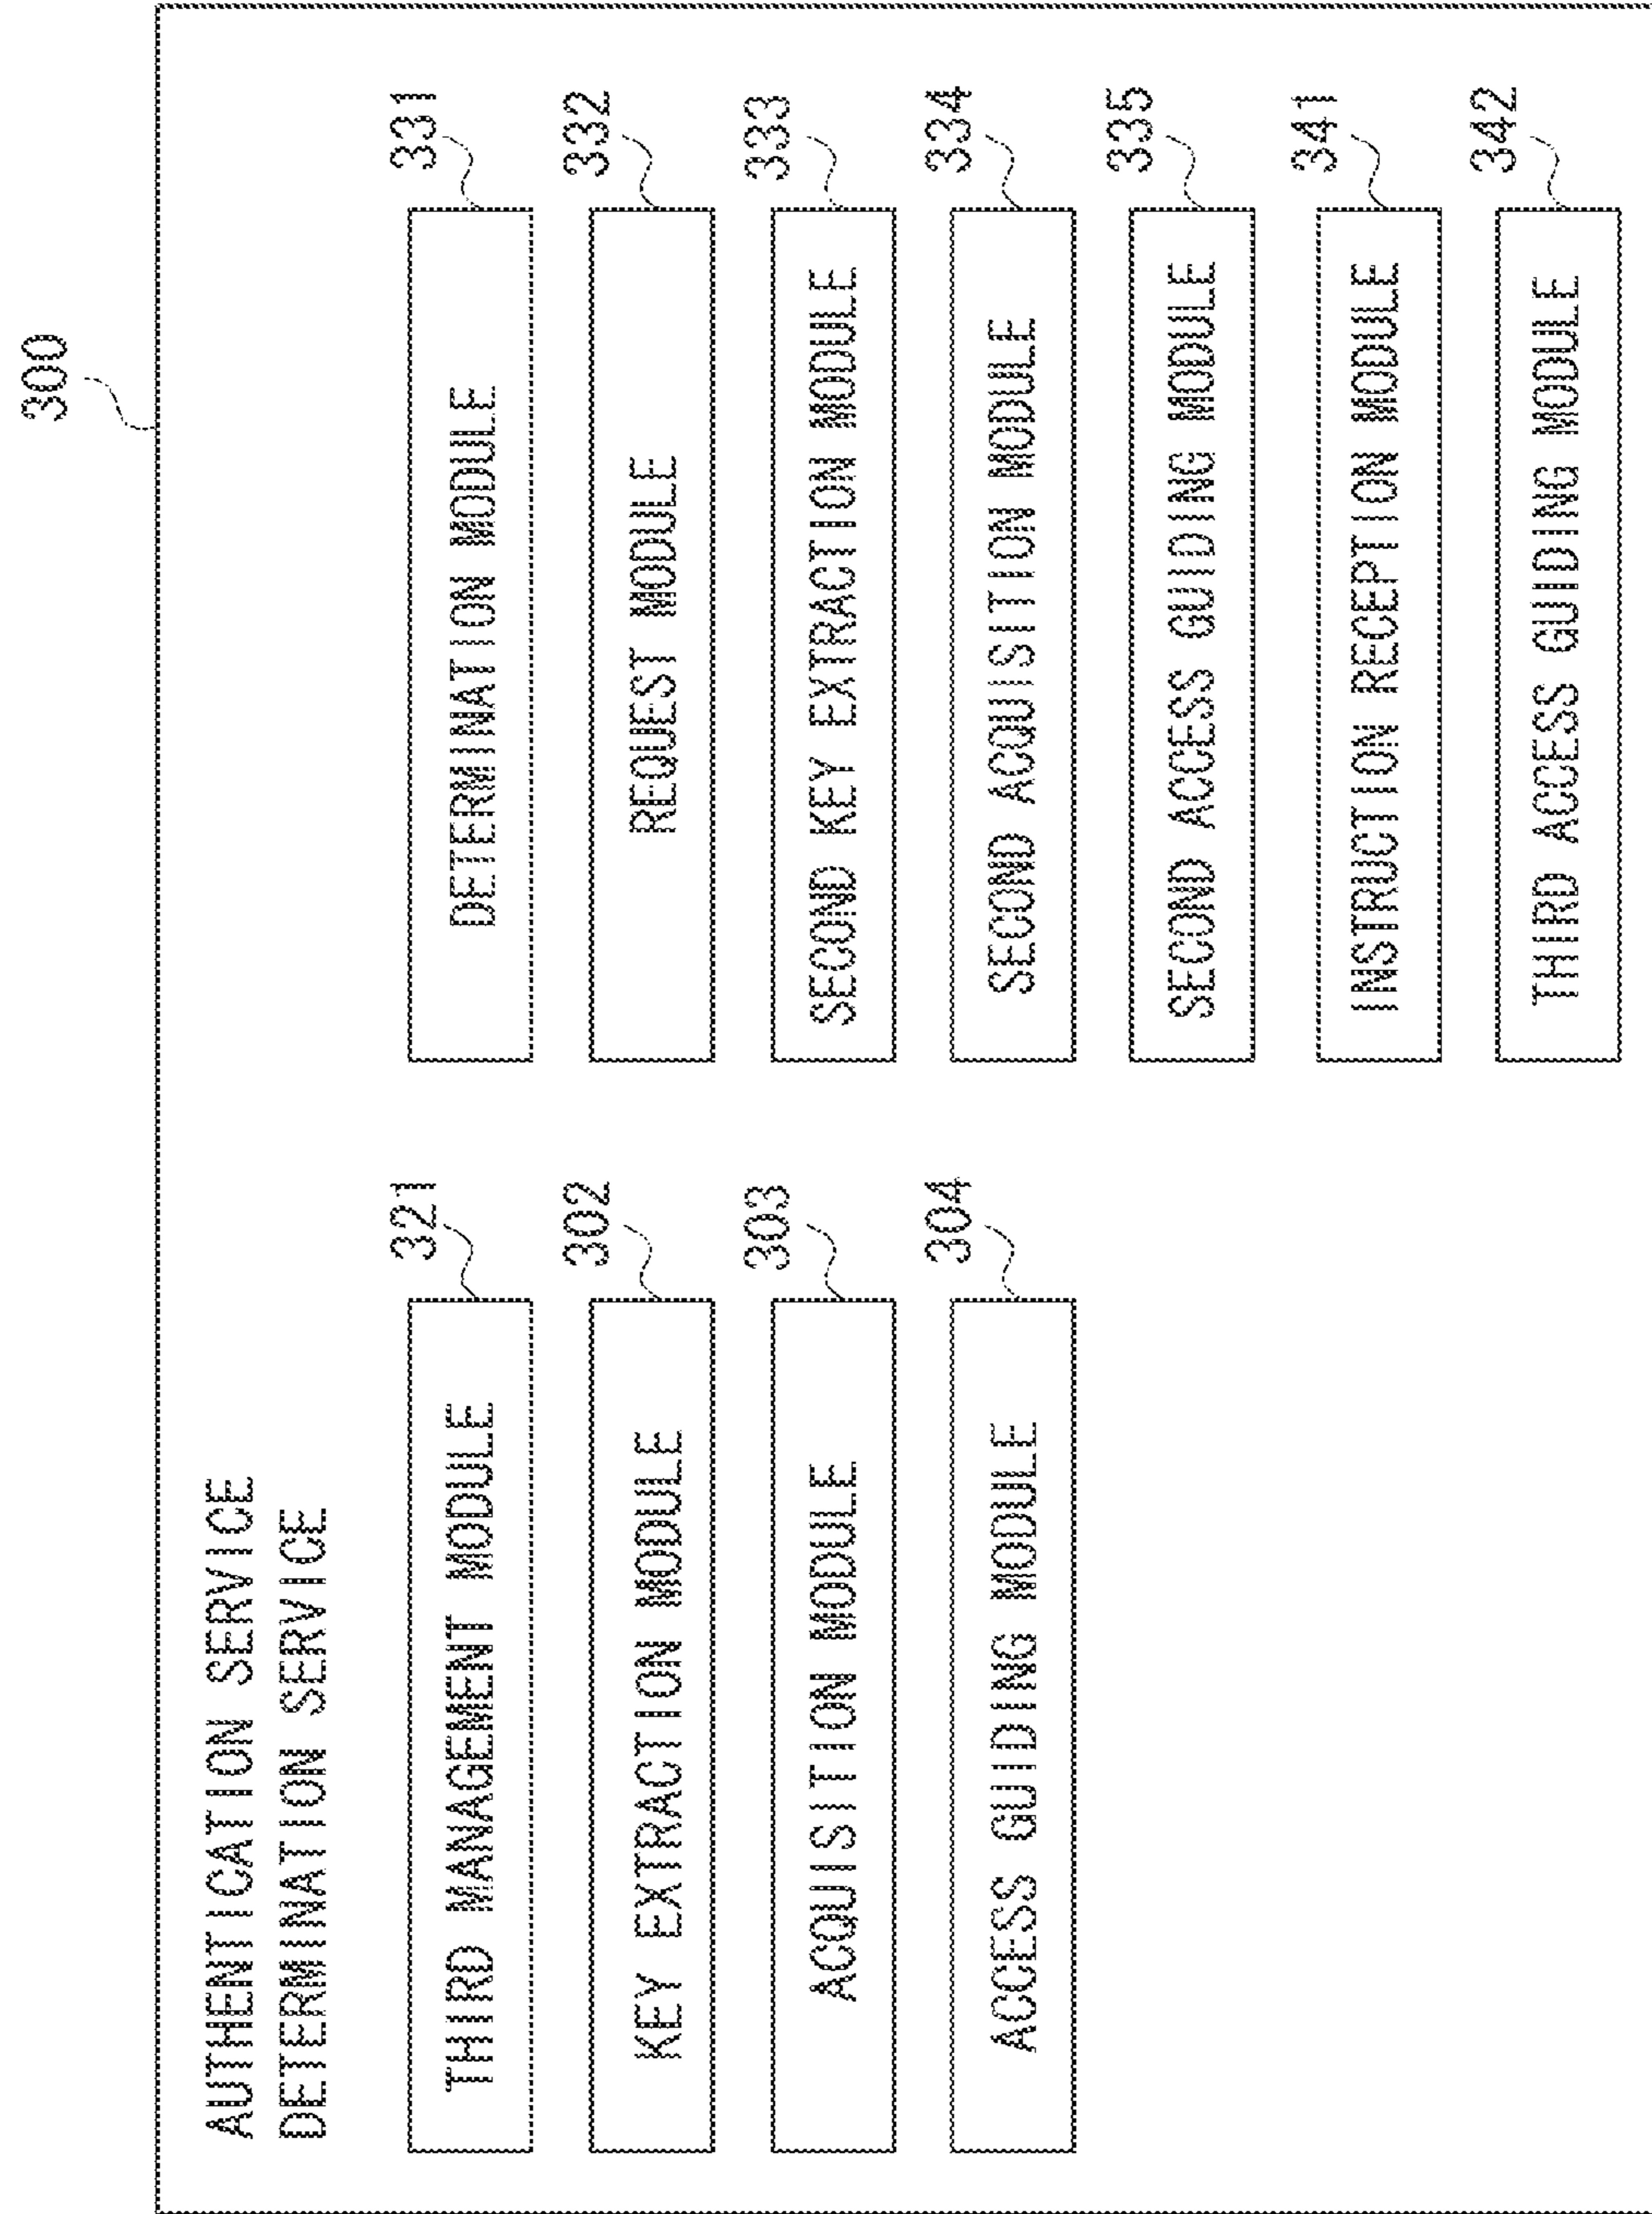 300
AUTHENTICATION SERVICE
DETERMINATION SERVICE
321
THIRD MANAGEMENT MODULE
302
KEY EXTRACTION MODULE
303
ACQUISITION MODULE
304
ACCESS GUIDING MODULE
331
DETERMINATION MODULE
332
REQUEST MODULE
333
SECOND KEY EXTRACTION MODULE
334
SECOND ACQUISITION MODULE
335
SECOND ACCESS GUIDING MODULE
341
INSTRUCTION RECEPTION MODULE
342
THIRD ACCESS GUIDING MODULE